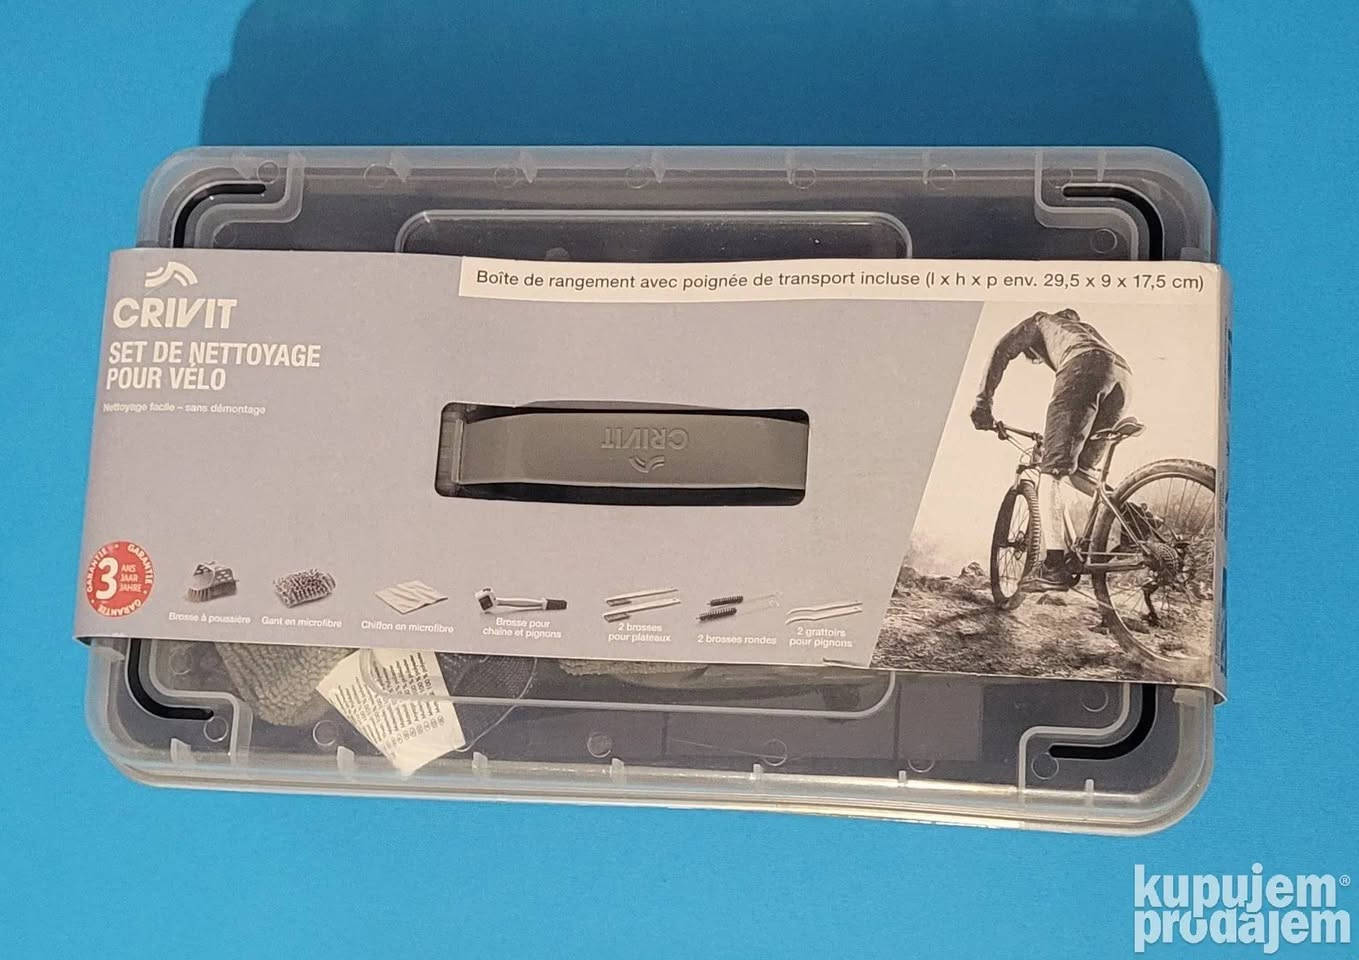 Boîte de rangement avec poignée de transport incluse (l x h x p env. 29,5 x 9 x 17,5 cm)
CRIVIT
SET DE NETTOYAGE
POUR VÉLO
Nettoyage facile – sans démontage
CRIVIT
GARANTIE • GARANTIE
3 ANS
JAAR
JAHRE
GARANTIE
Brosse à poussière
Gant en microfibre
Chiffon en microfibre
Brosse pour
chaîne et pignons
2 brosses
pour plateaux
2 brosses rondes
2 grattoirs
pour pignons
kupujem
prodajem